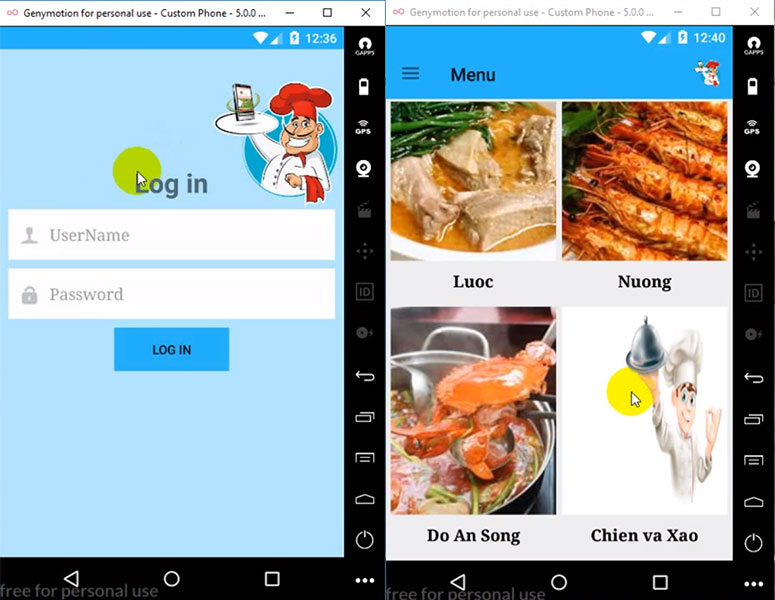 Genymotion for personal use - Custom Phone - 5.0.0 ...
12:36
GAPPS
GPS
Log in
UserName
Password
LOG IN
ID
free for personal use
Genymotion for personal use - Custom Phone - 5.0.0 ...
12:40
GAPPS
Menu
GPS
Luoc
Nuong
ID
Do An Song
Chien va Xao
free for personal use